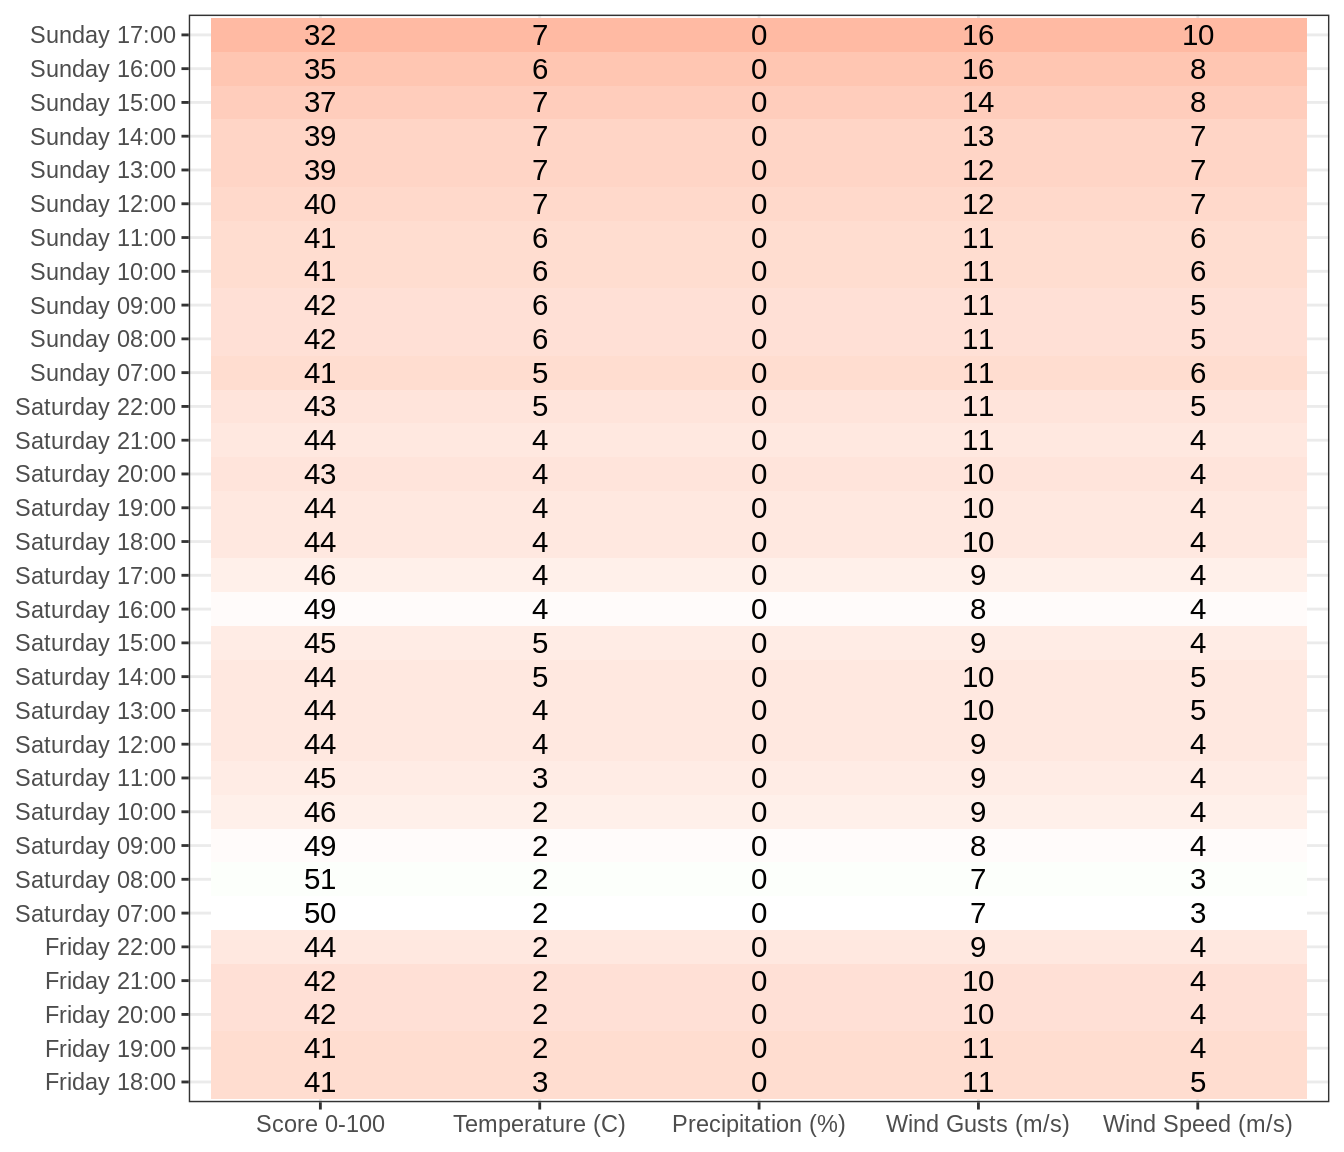 Sunday 17:00 32 7 0 16 10
Sunday 16:00 35 6 0 16 8
Sunday 15:00 37 7 0 14 8
Sunday 14:00 39 7 0 13 7
Sunday 13:00 39 7 0 12 7
Sunday 12:00 40 7 0 12 7
Sunday 11:00 41 6 0 11 6
Sunday 10:00 41 6 0 11 6
Sunday 09:00 42 6 0 11 5
Sunday 08:00 42 6 0 11 5
Sunday 07:00 41 5 0 11 6
Saturday 22:00 43 5 0 11 5
Saturday 21:00 44 4 0 11 4
Saturday 20:00 43 4 0 10 4
Saturday 19:00 44 4 0 10 4
Saturday 18:00 44 4 0 10 4
Saturday 17:00 46 4 0 9 4
Saturday 16:00 49 4 0 8 4
Saturday 15:00 45 5 0 9 4
Saturday 14:00 44 5 0 10 5
Saturday 13:00 44 4 0 10 5
Saturday 12:00 44 4 0 9 4
Saturday 11:00 45 3 0 9 4
Saturday 10:00 46 2 0 9 4
Saturday 09:00 49 2 0 8 4
Saturday 08:00 51 2 0 7 3
Saturday 07:00 50 2 0 7 3
Friday 22:00 44 2 0 9 4
Friday 21:00 42 2 0 10 4
Friday 20:00 42 2 0 10 4
Friday 19:00 41 2 0 11 4
Friday 18:00 41 3 0 11 5
Score 0-100 Temperature (C) Precipitation (%) Wind Gusts (m/s) Wind Speed (m/s)